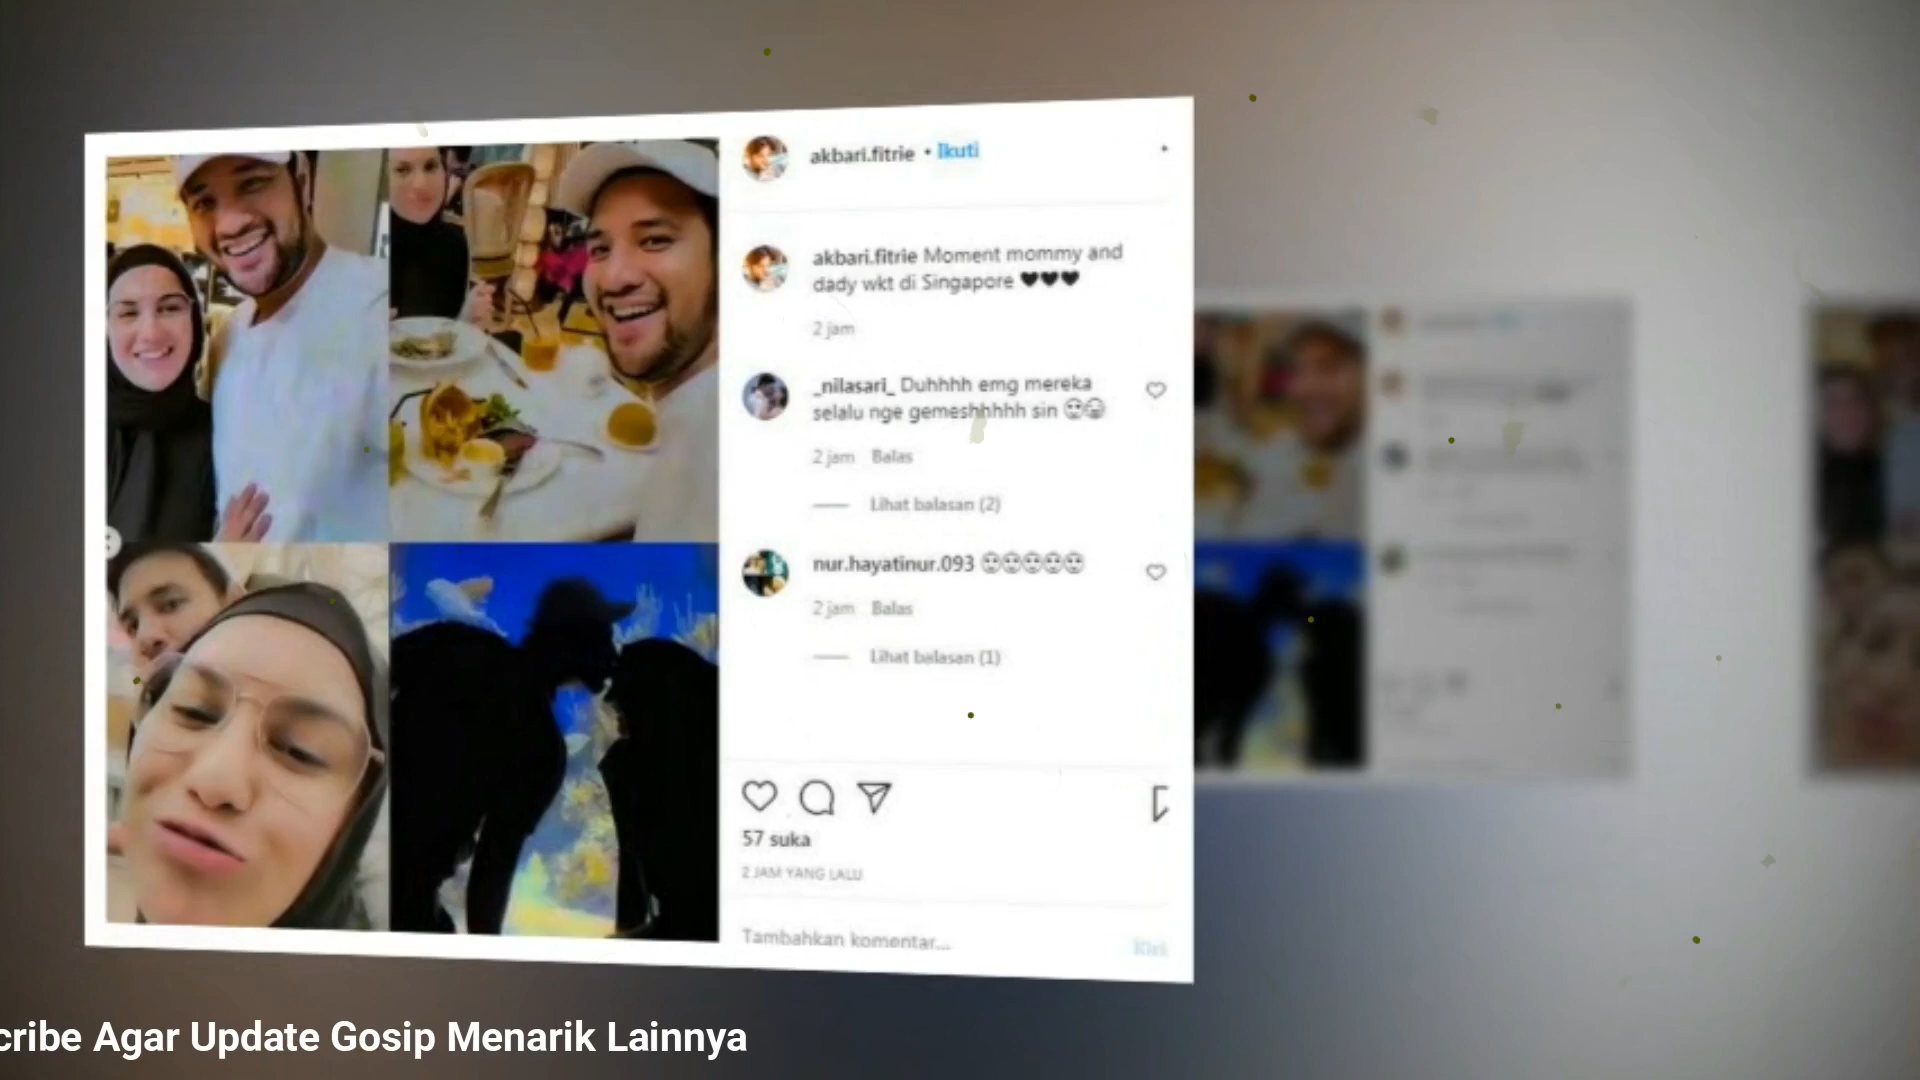 akbari.fitrie • Ikuti
akbari.fitrie Moment mommy and
dady wkt di Singapore 🖤🖤🖤
2 jam
_nilasari_ Duhhhh emg mereka
selalu nge gemeshhhhh sin
2 jam Balas
Lihat balasan (2)
nur.hayatinur.093
2 jam Balas
Lihat balasan (1)
57 suka
2 JAM YANG LALU
Tambahkan komentar...
cribe Agar Update Gosip Menarik Lainnya